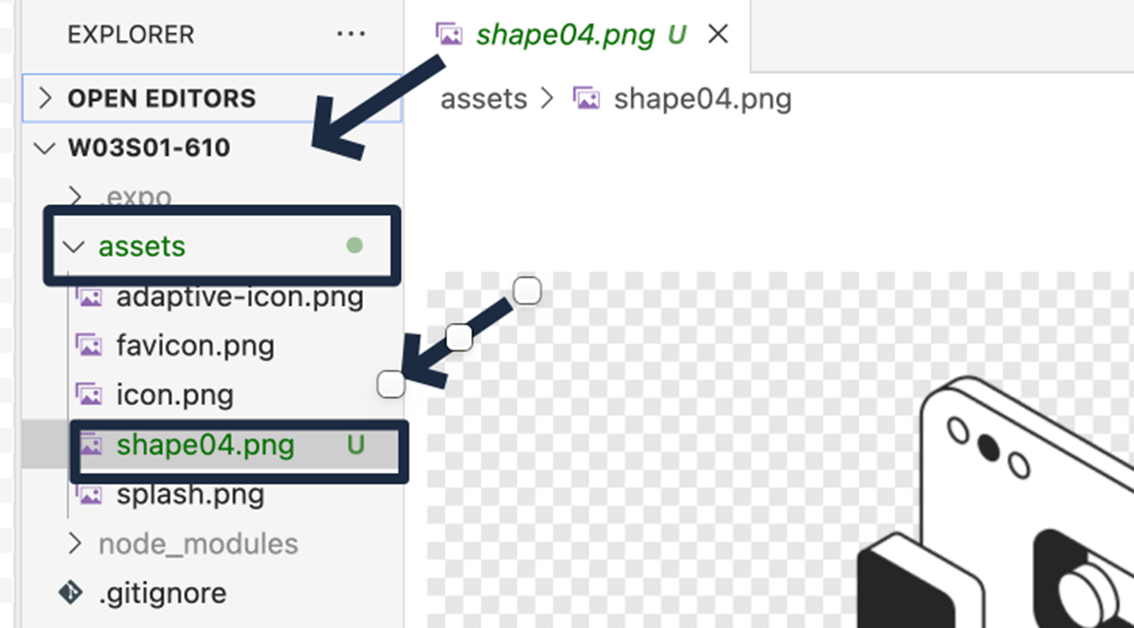 EXPLORER ...
shape04.png U
OPEN EDITORS
assets > shape04.png
W03S01-610
.expo
assets
adaptive-icon.png
favicon.png
icon.png
shape04.png U
splash.png
node_modules
.gitignore